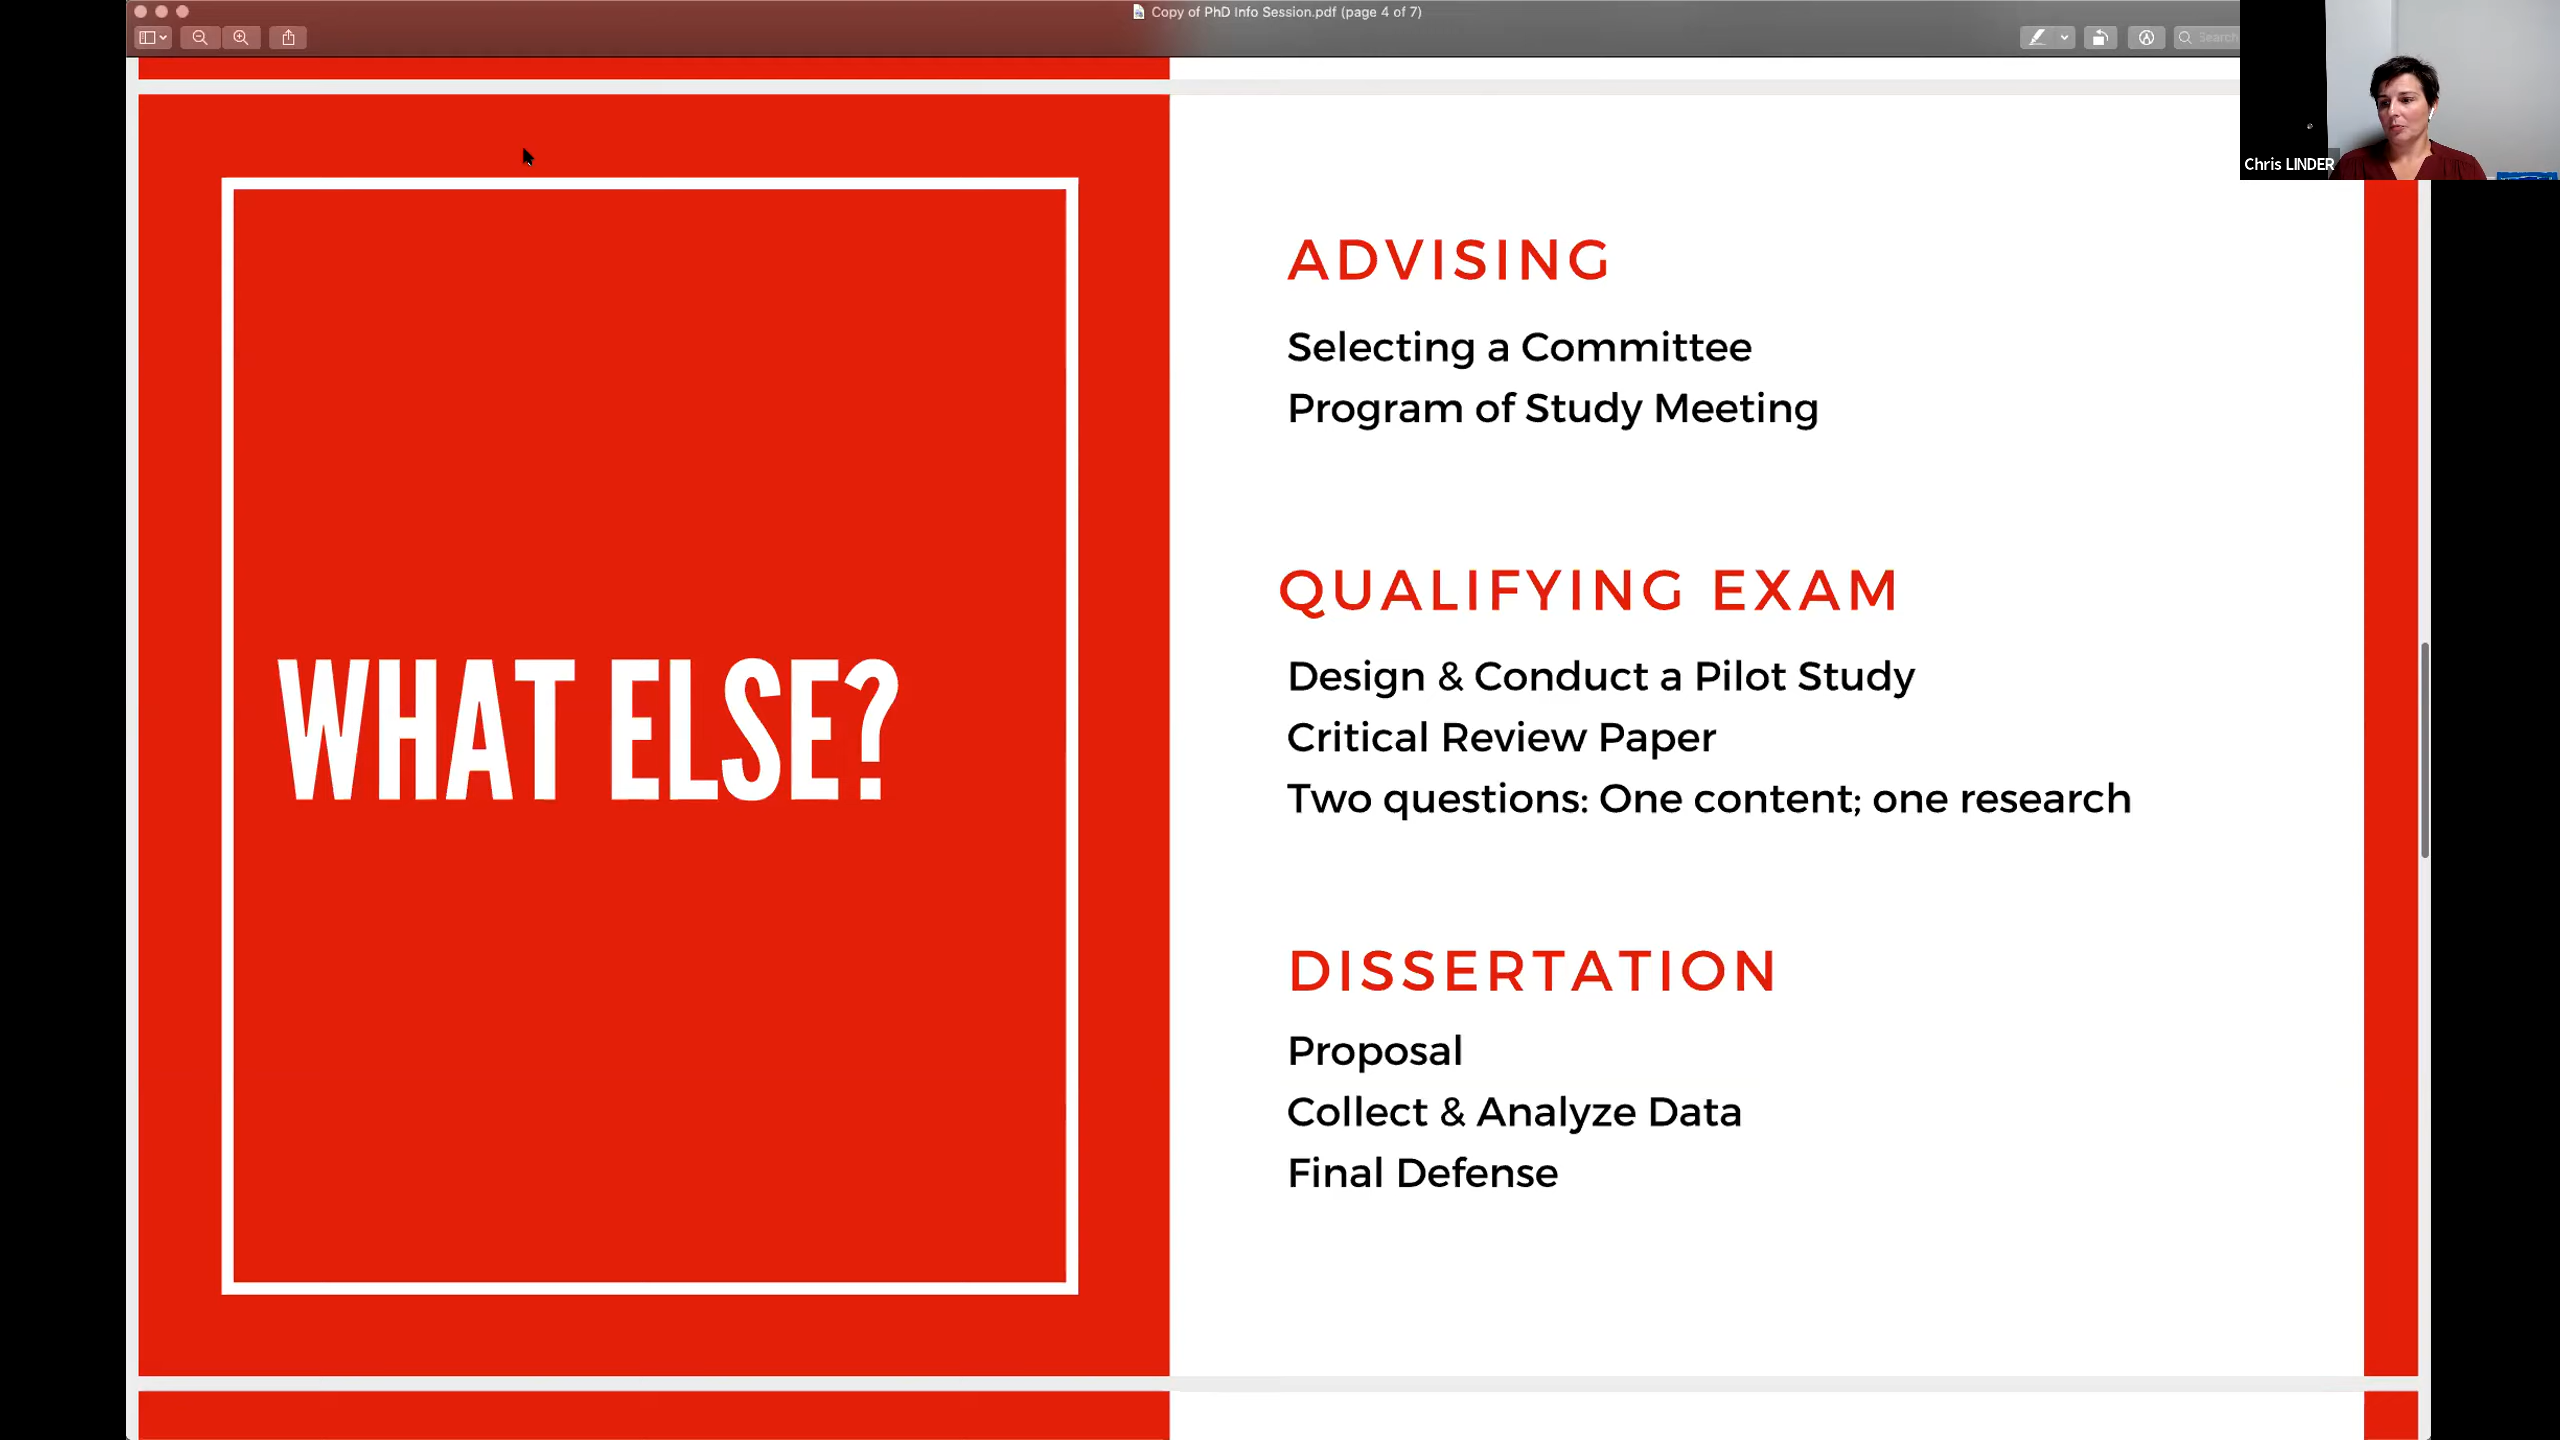 Copy of PhD Info Session.pdf (page 4 of 7)
Search
Chris LINDER
WHAT ELSE?
ADVISING
Selecting a Committee
Program of Study Meeting
QUALIFYING EXAM
Design & Conduct a Pilot Study
Critical Review Paper
Two questions: One content; one research
DISSERTATION
Proposal
Collect & Analyze Data
Final Defense